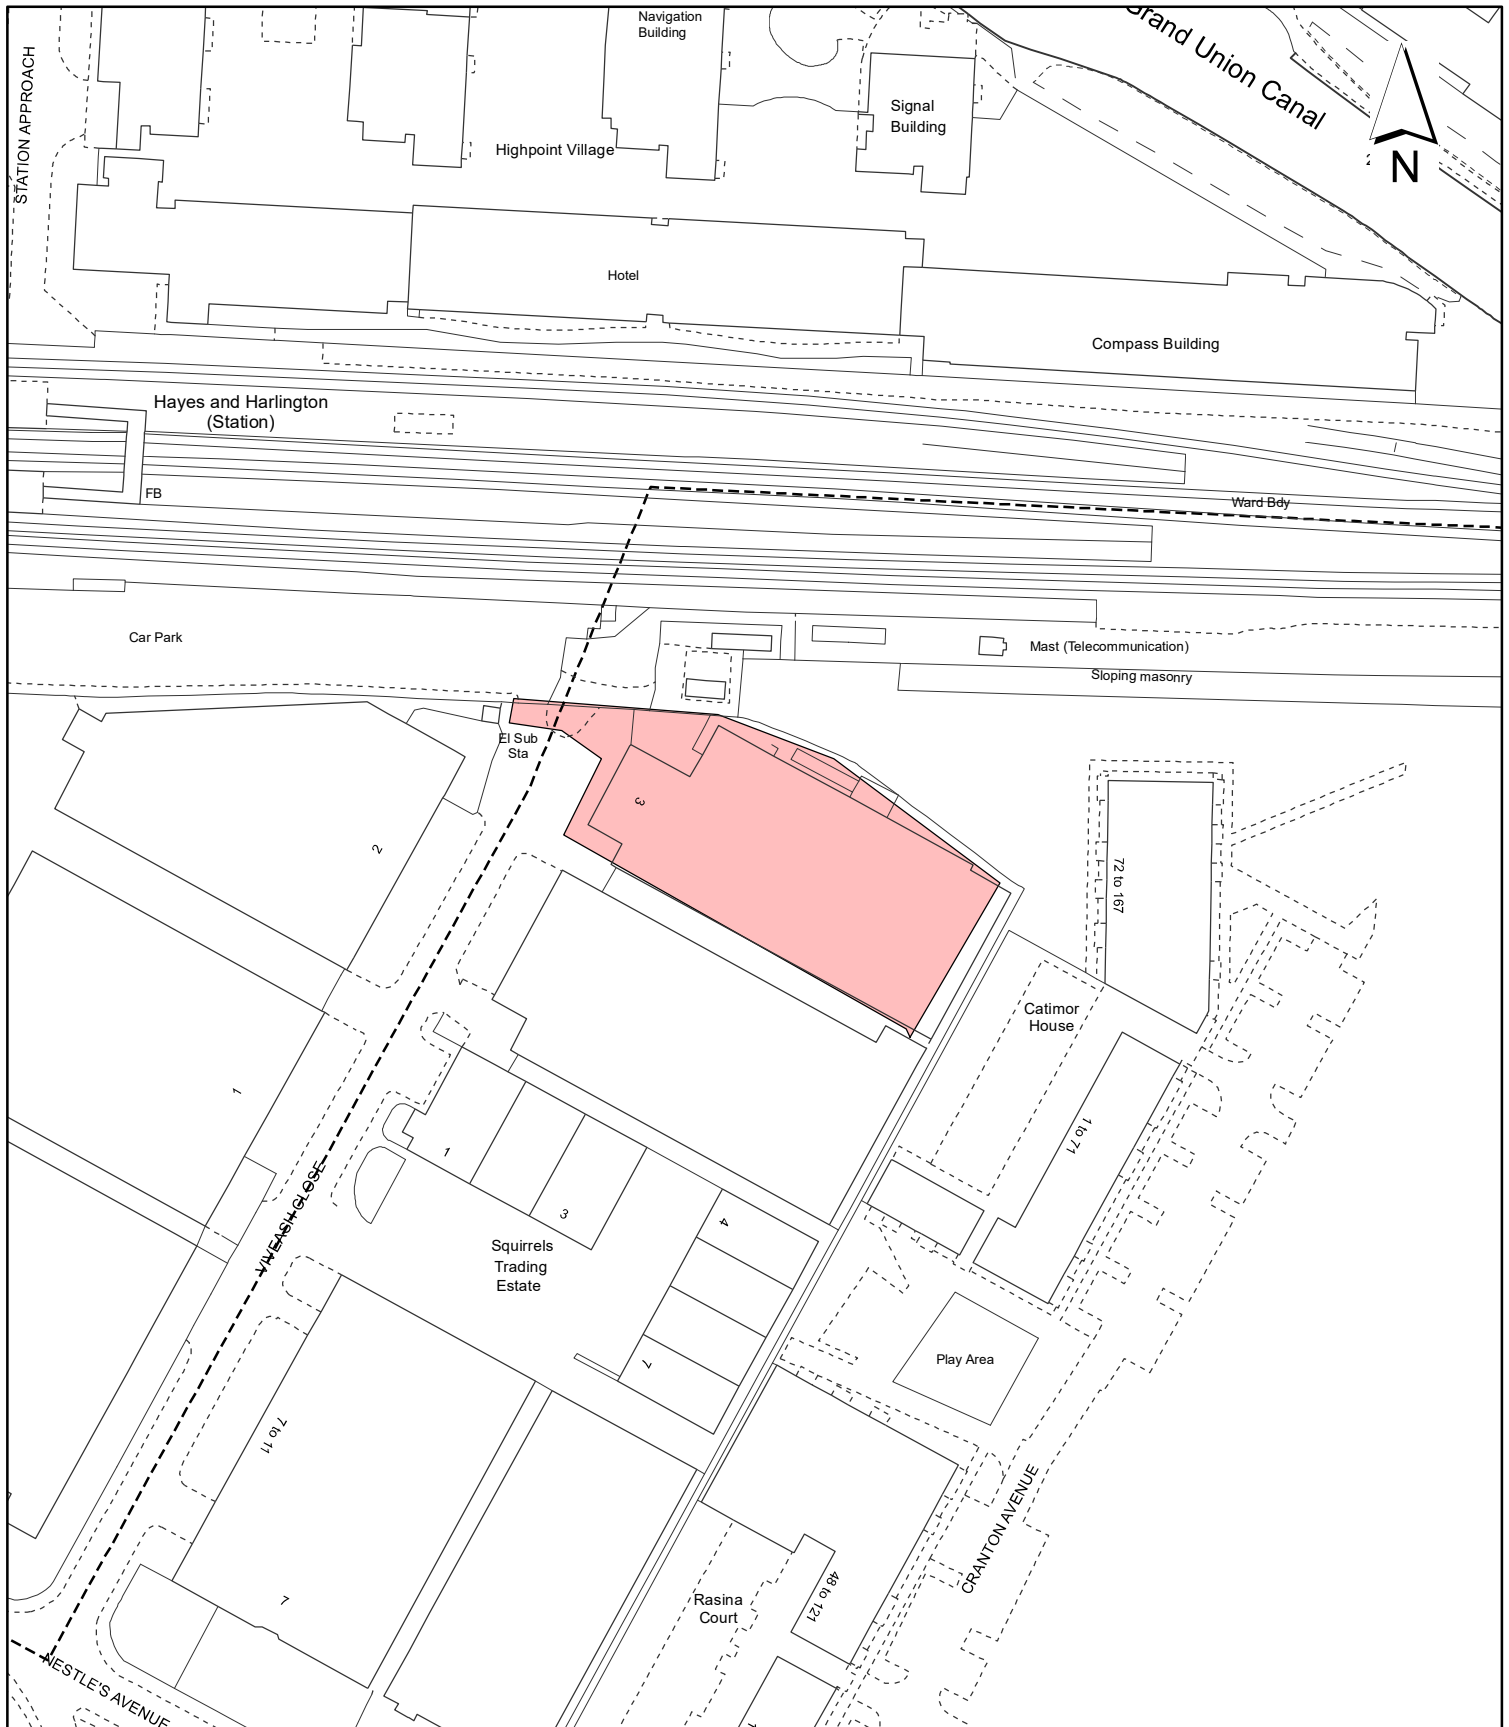 Navigation
Building
Grand Union Canal
STATION APPROACH
Signal
Building
Highpoint Village
N
Hotel
Compass Building
Hayes and Harlington
(Station)
FB
Ward Bdy
Car Park
Mast (Telecommunication)
Sloping masonry
El Sub
Sta
3
2
72 to 167
Catimor
House
1
1 to 71
1
VIVEASH CLOSE
3
4
Squirrels
Trading
Estate
7
Play Area
7 to 11
CRANTON AVENUE
48 to 121
Rasina
Court
7
NESTLE'S AVENUE